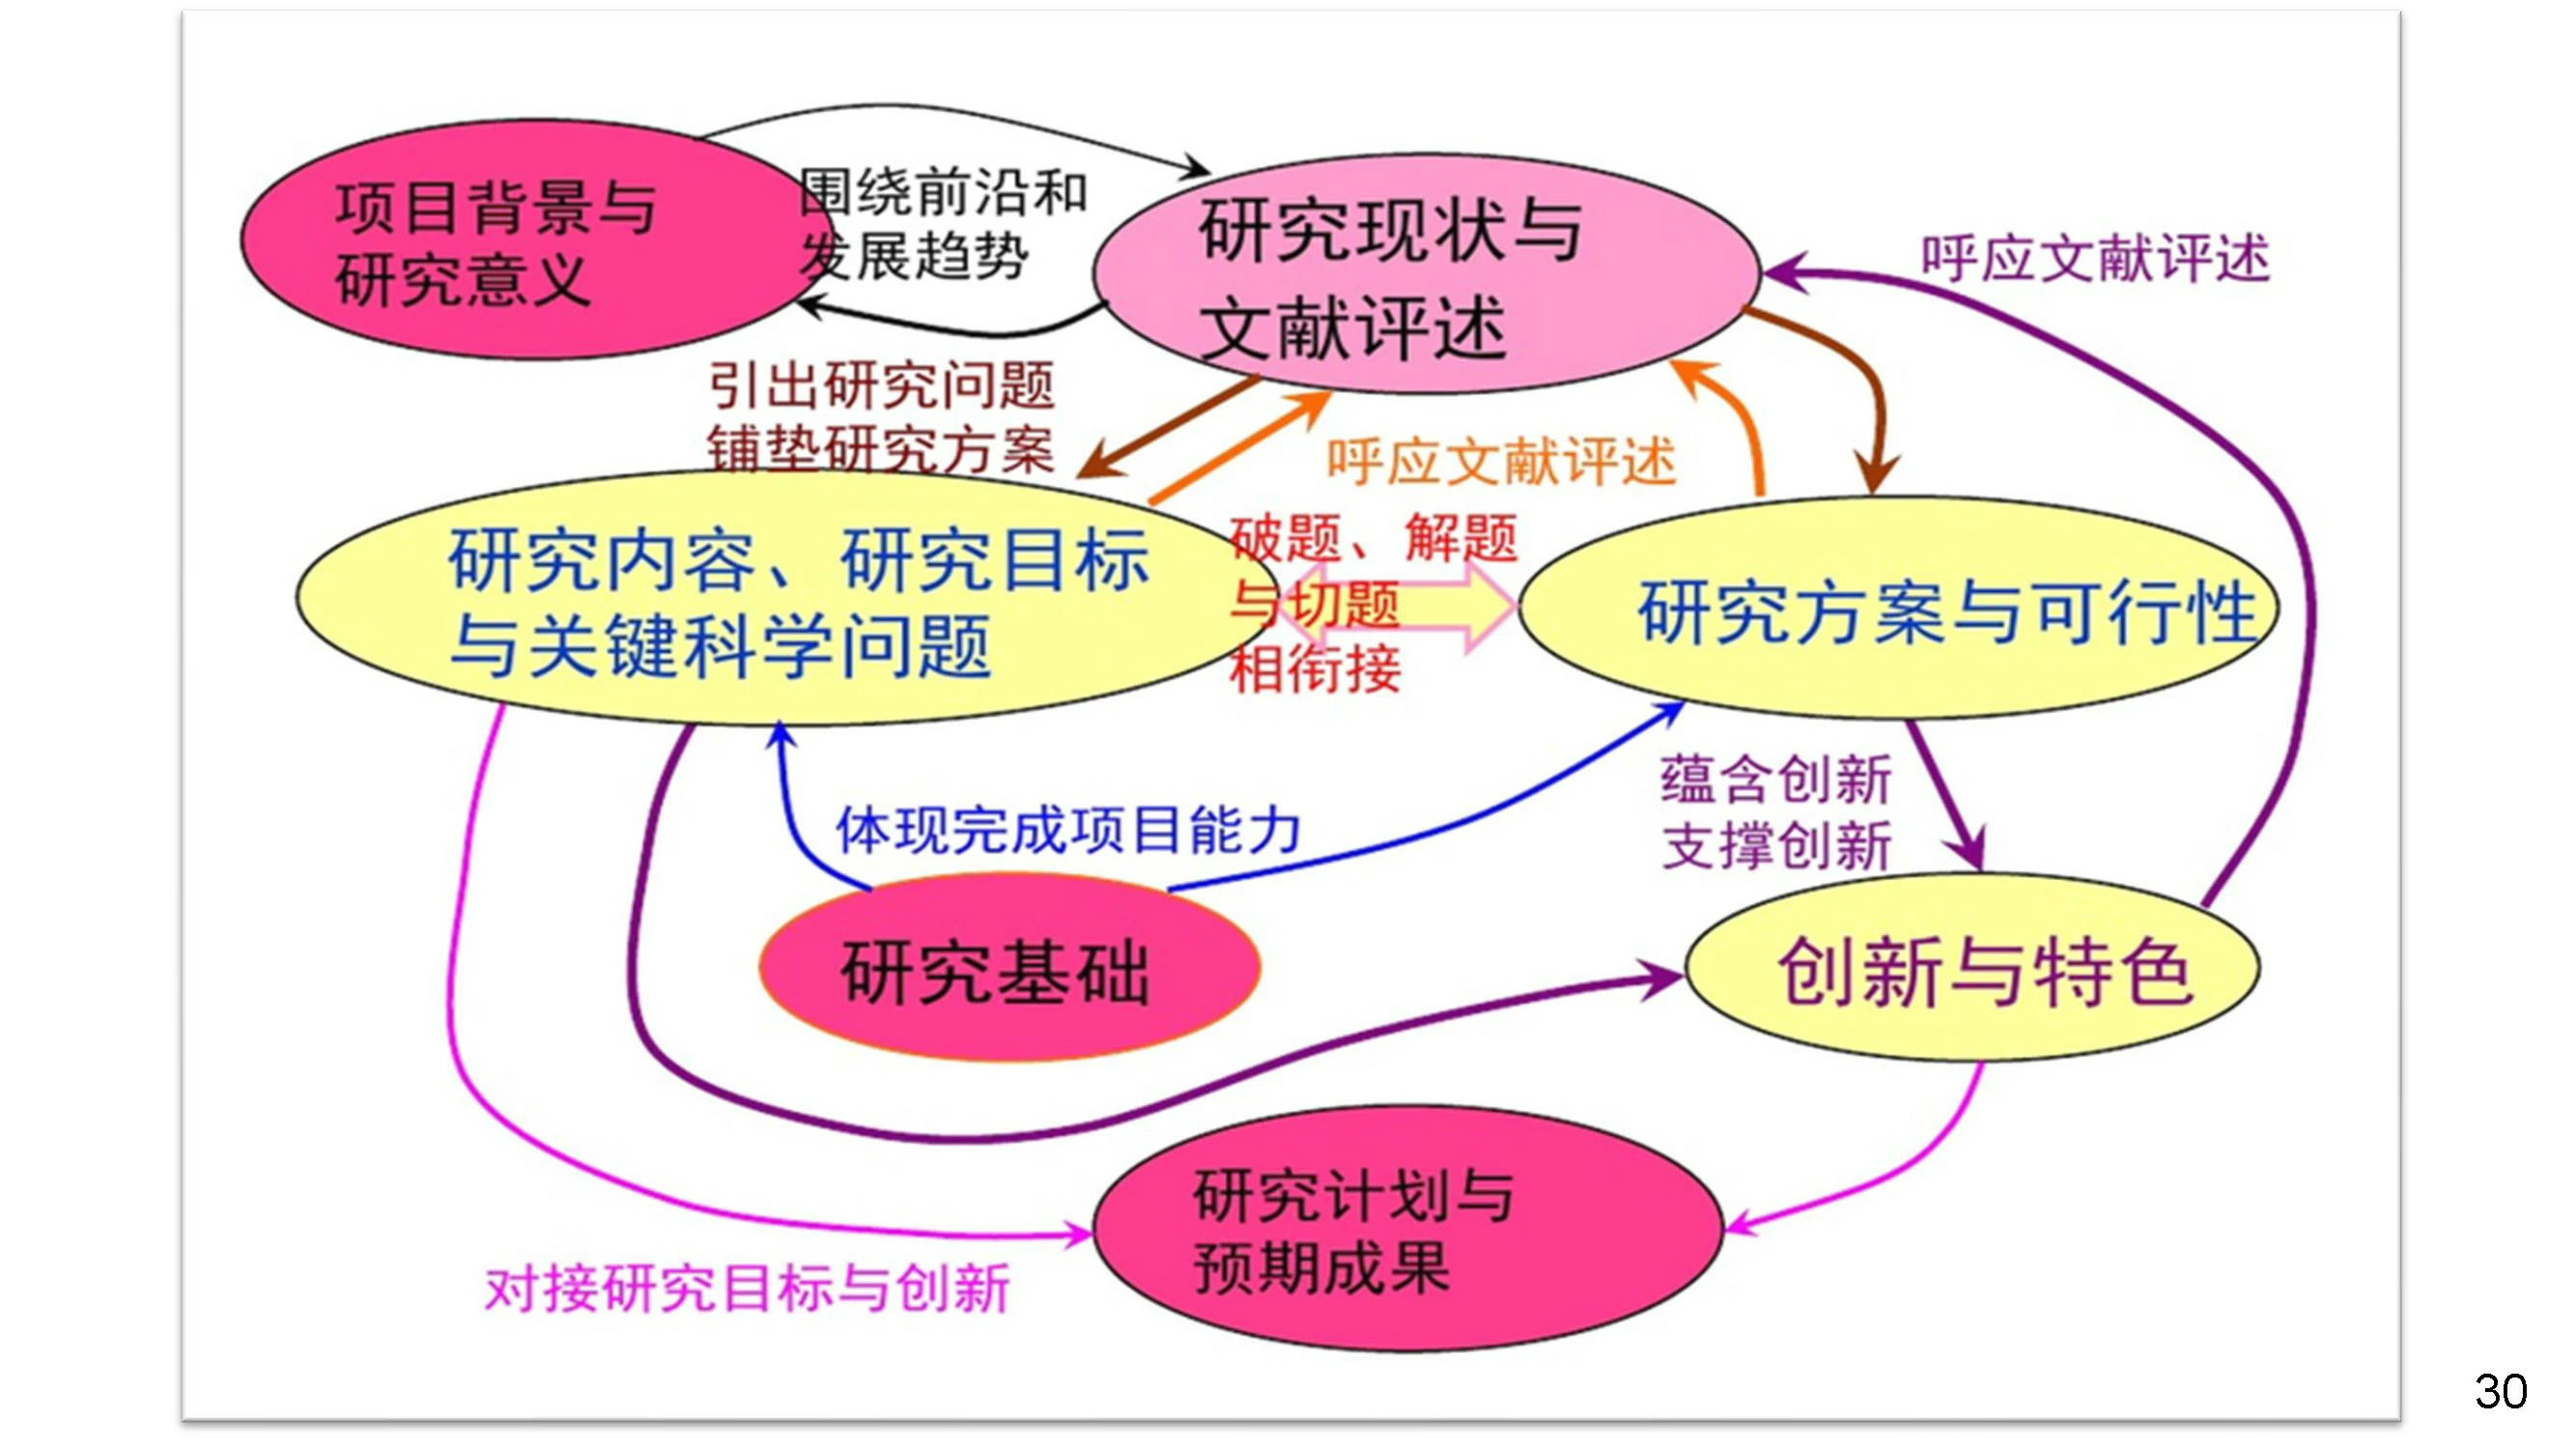 项目背景与
研究意义
围绕前沿和
发展趋势
研究现状与
文献评述
呼应文献评述
引出研究问题
铺垫研究方案
呼应文献评述
研究内容、研究目标
与关键科学问题
破题、解题
与切题
相衔接
研究方案与可行性
体现完成项目能力
蕴含创新
支撑创新
研究基础
创新与特色
研究计划与
预期成果
对接研究目标与创新
30